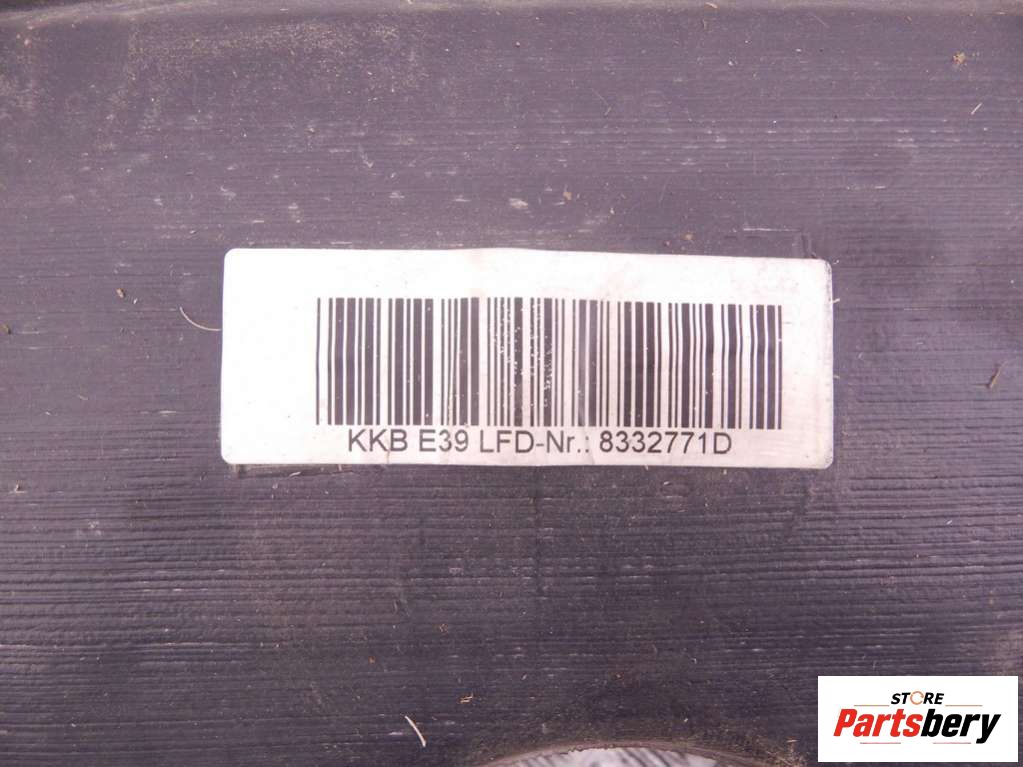 KKB E39 LFD-Nr.: 8332771D
STORE
Partsbery